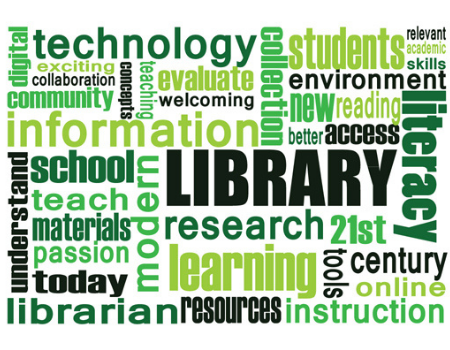 digital
technology
exciting
collaboration
concepts
teaching
evaluate
welcoming
collection
students
relevant
academic
skills
environment
community
new
reading
literacy
information
better
access
understand
school
modern
LIBRARY
teach
materials
research
21st
passion
learning
tools
century
today
online
librarian
resources
instruction